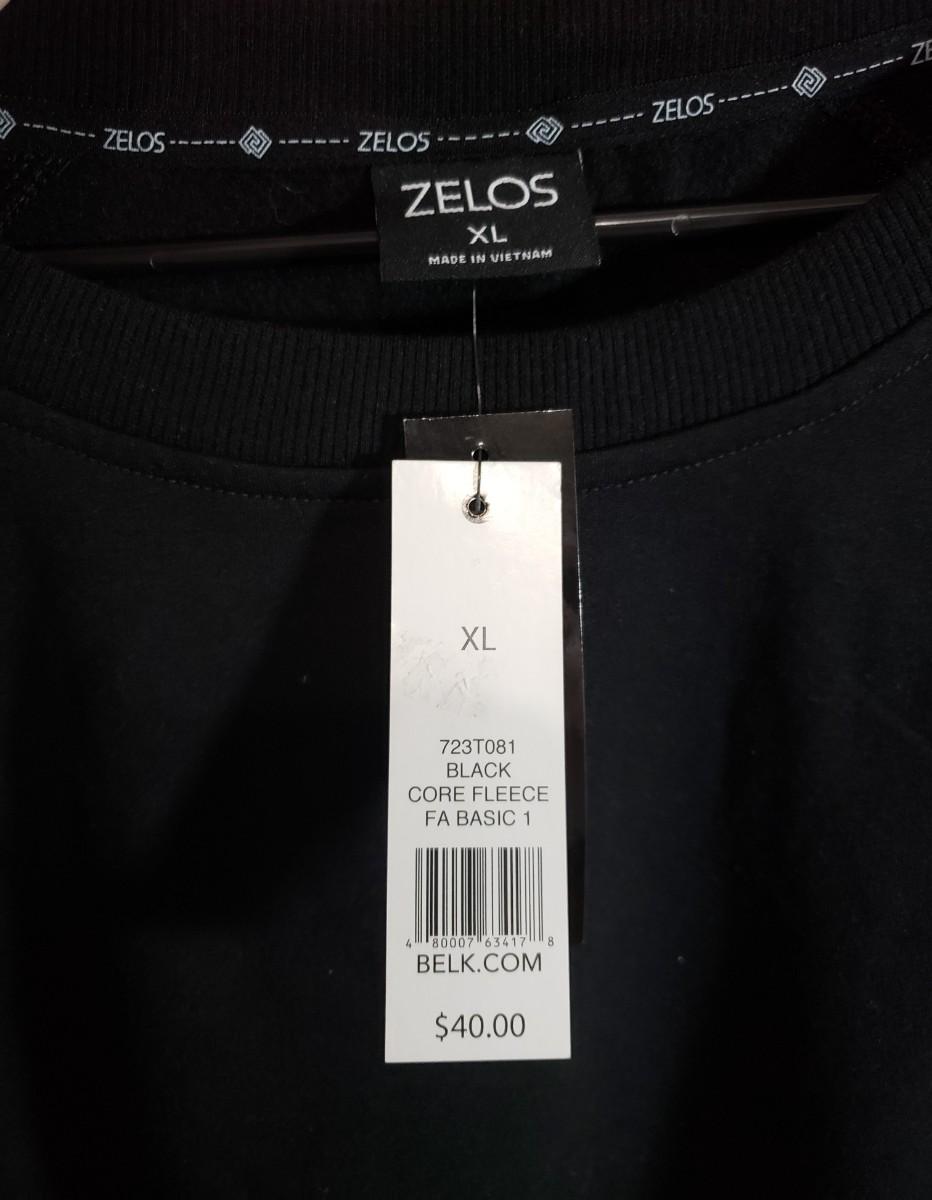 ZELOS ZELOS ZELOS ZE
ZELOS
XL
MADE IN VIETNAM
XL
723T081
BLACK
CORE FLEECE
FA BASIC 1
4 80007 63417 8
BELK.COM
$40.00